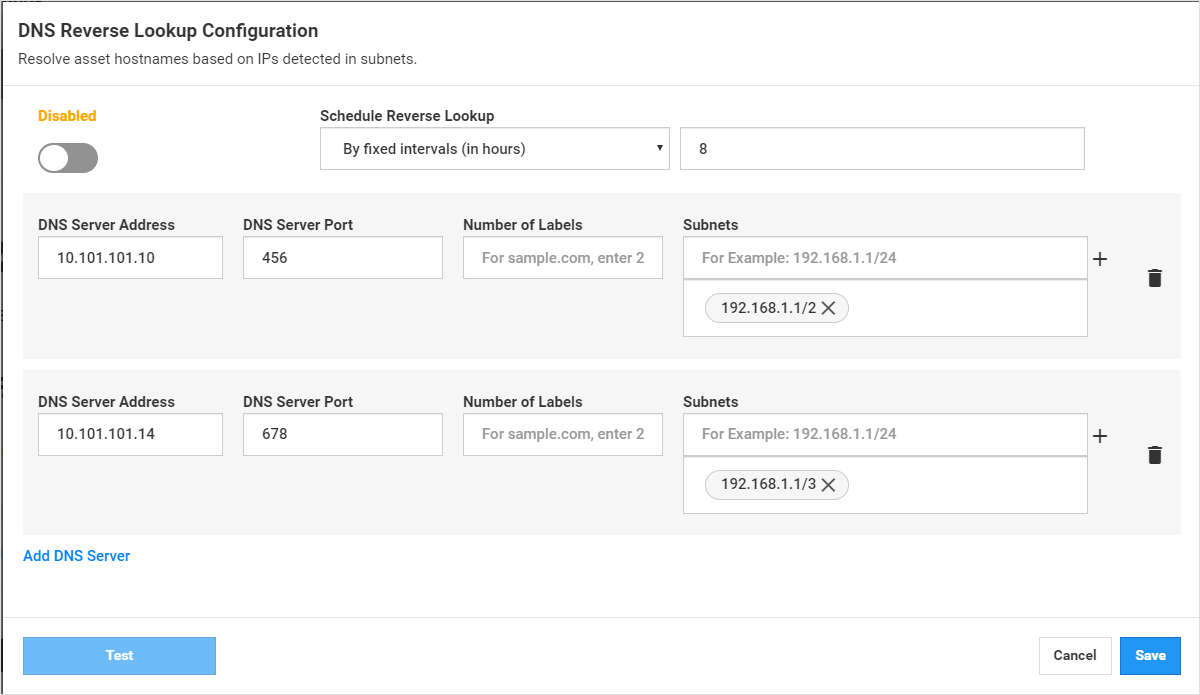 DNS Reverse Lookup Configuration
Resolve asset hostnames based on IPs detected in subnets.
Disabled
Schedule Reverse Lookup
By fixed intervals (in hours)
8
DNS Server Address
DNS Server Port
Number of Labels
Subnets
10.101.101.10
456
For sample.com, enter 2
For Example: 192.168.1.1/24
192.168.1.1/2
DNS Server Address
DNS Server Port
Number of Labels
Subnets
10.101.101.14
678
For sample.com, enter 2
For Example: 192.168.1.1/24
192.168.1.1/3
Add DNS Server
Test
Cancel
Save